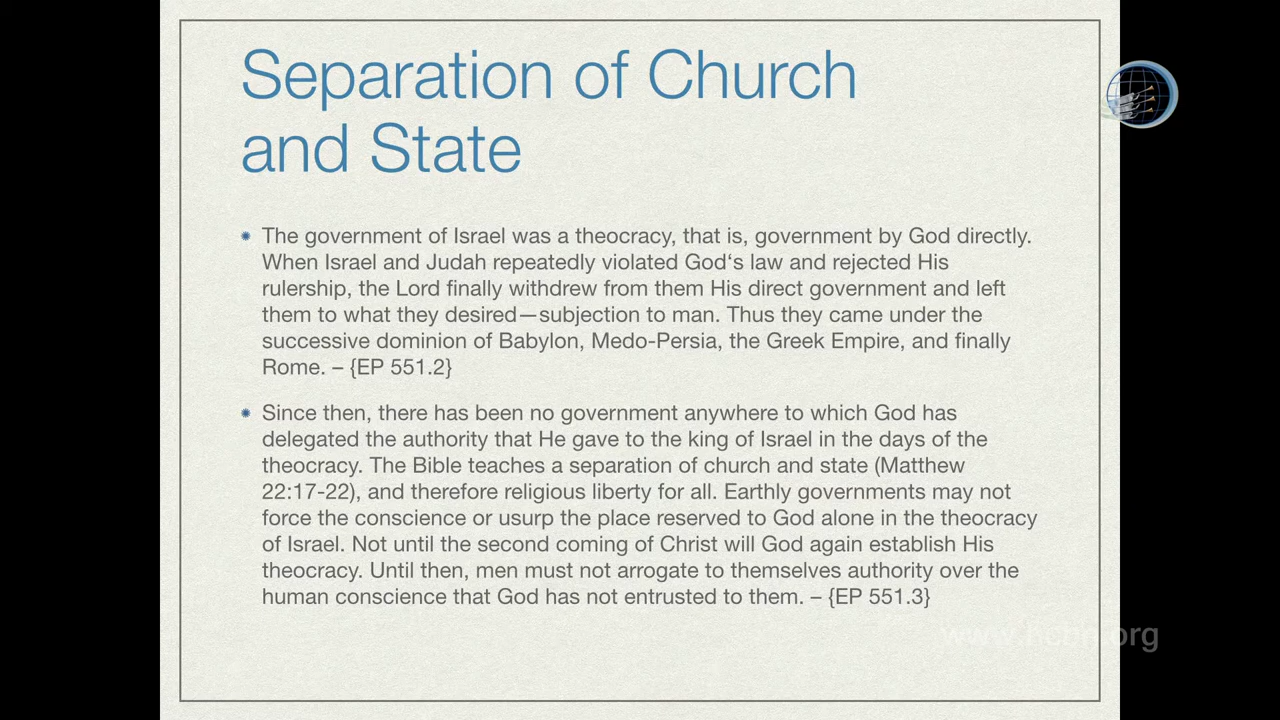 Separation of Church
and State
The government of Israel was a theocracy, that is, government by God directly.
When Israel and Judah repeatedly violated God‘s law and rejected His
rulership, the Lord finally withdrew from them His direct government and left
them to what they desired—subjection to man. Thus they came under the
successive dominion of Babylon, Medo-Persia, the Greek Empire, and finally
Rome. – {EP 551.2}
Since then, there has been no government anywhere to which God has
delegated the authority that He gave to the king of Israel in the days of the
theocracy. The Bible teaches a separation of church and state (Matthew
22:17-22), and therefore religious liberty for all. Earthly governments may not
force the conscience or usurp the place reserved to God alone in the theocracy
of Israel. Not until the second coming of Christ will God again establish His
theocracy. Until then, men must not arrogate to themselves authority over the
human conscience that God has not entrusted to them. – {EP 551.3}